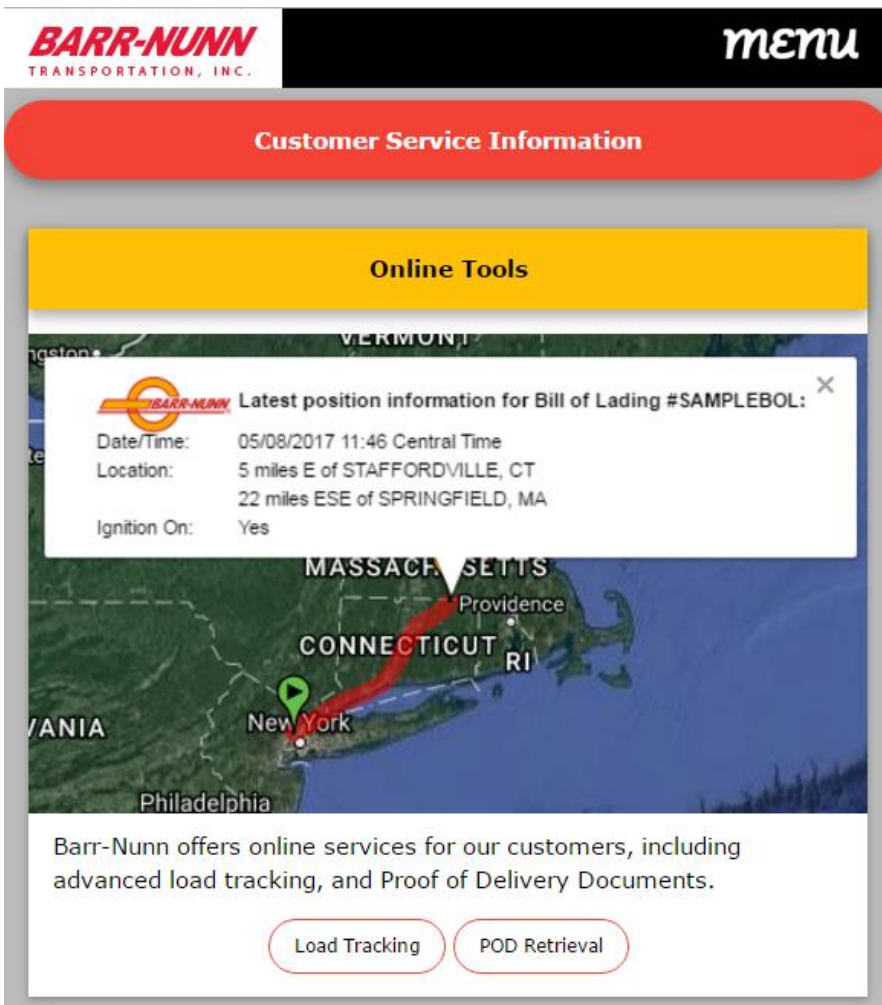 BARR-NUNN
TRANSPORTATION, INC.
menu
Customer Service Information
Online Tools
VERMONT
ngston
BARR-NUNN
Latest position information for Bill of Lading #SAMPLEBOL:
Date/Time: 05/08/2017 11:46 Central Time
Location: 5 miles E of STAFFORDVILLE, CT
22 miles ESE of SPRINGFIELD, MA
Ignition On: Yes
MASSACH SETTS
Providence
CONNECTICUT
RI
New York
VANIA
Philadelphia
Barr-Nunn offers online services for our customers, including
advanced load tracking, and Proof of Delivery Documents.
Load Tracking POD Retrieval